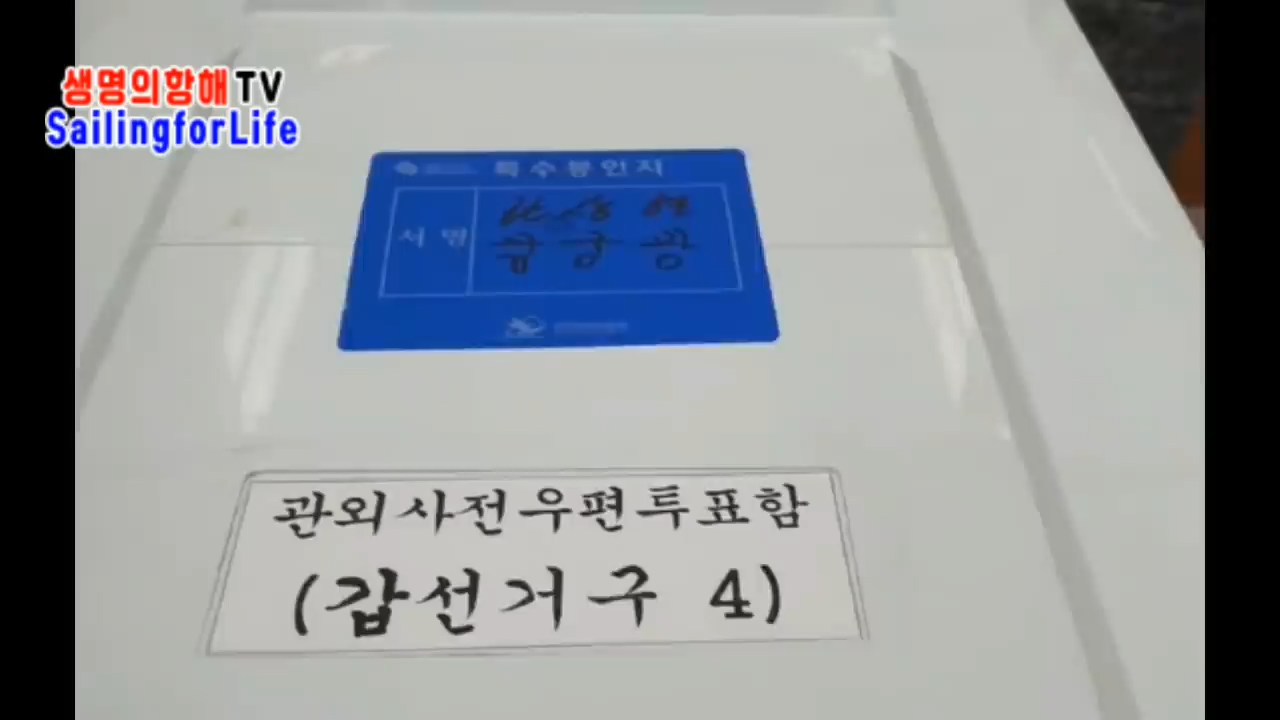 생명의항해TV
SailingforLife
특수봉인지
서명
관외사전우편투표함
(갑선거구 4)